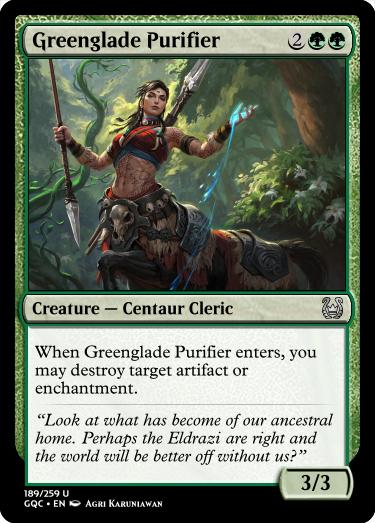 Greenglade Purifier 2
Creature — Centaur Cleric
When Greenglade Purifier enters, you
may destroy target artifact or
enchantment.
“Look at what has become of our ancestral
home. Perhaps the Eldrazi are right and
the world will be better off without us?”
3/3
189/259 U
GQC • EN Agri Karuniawan